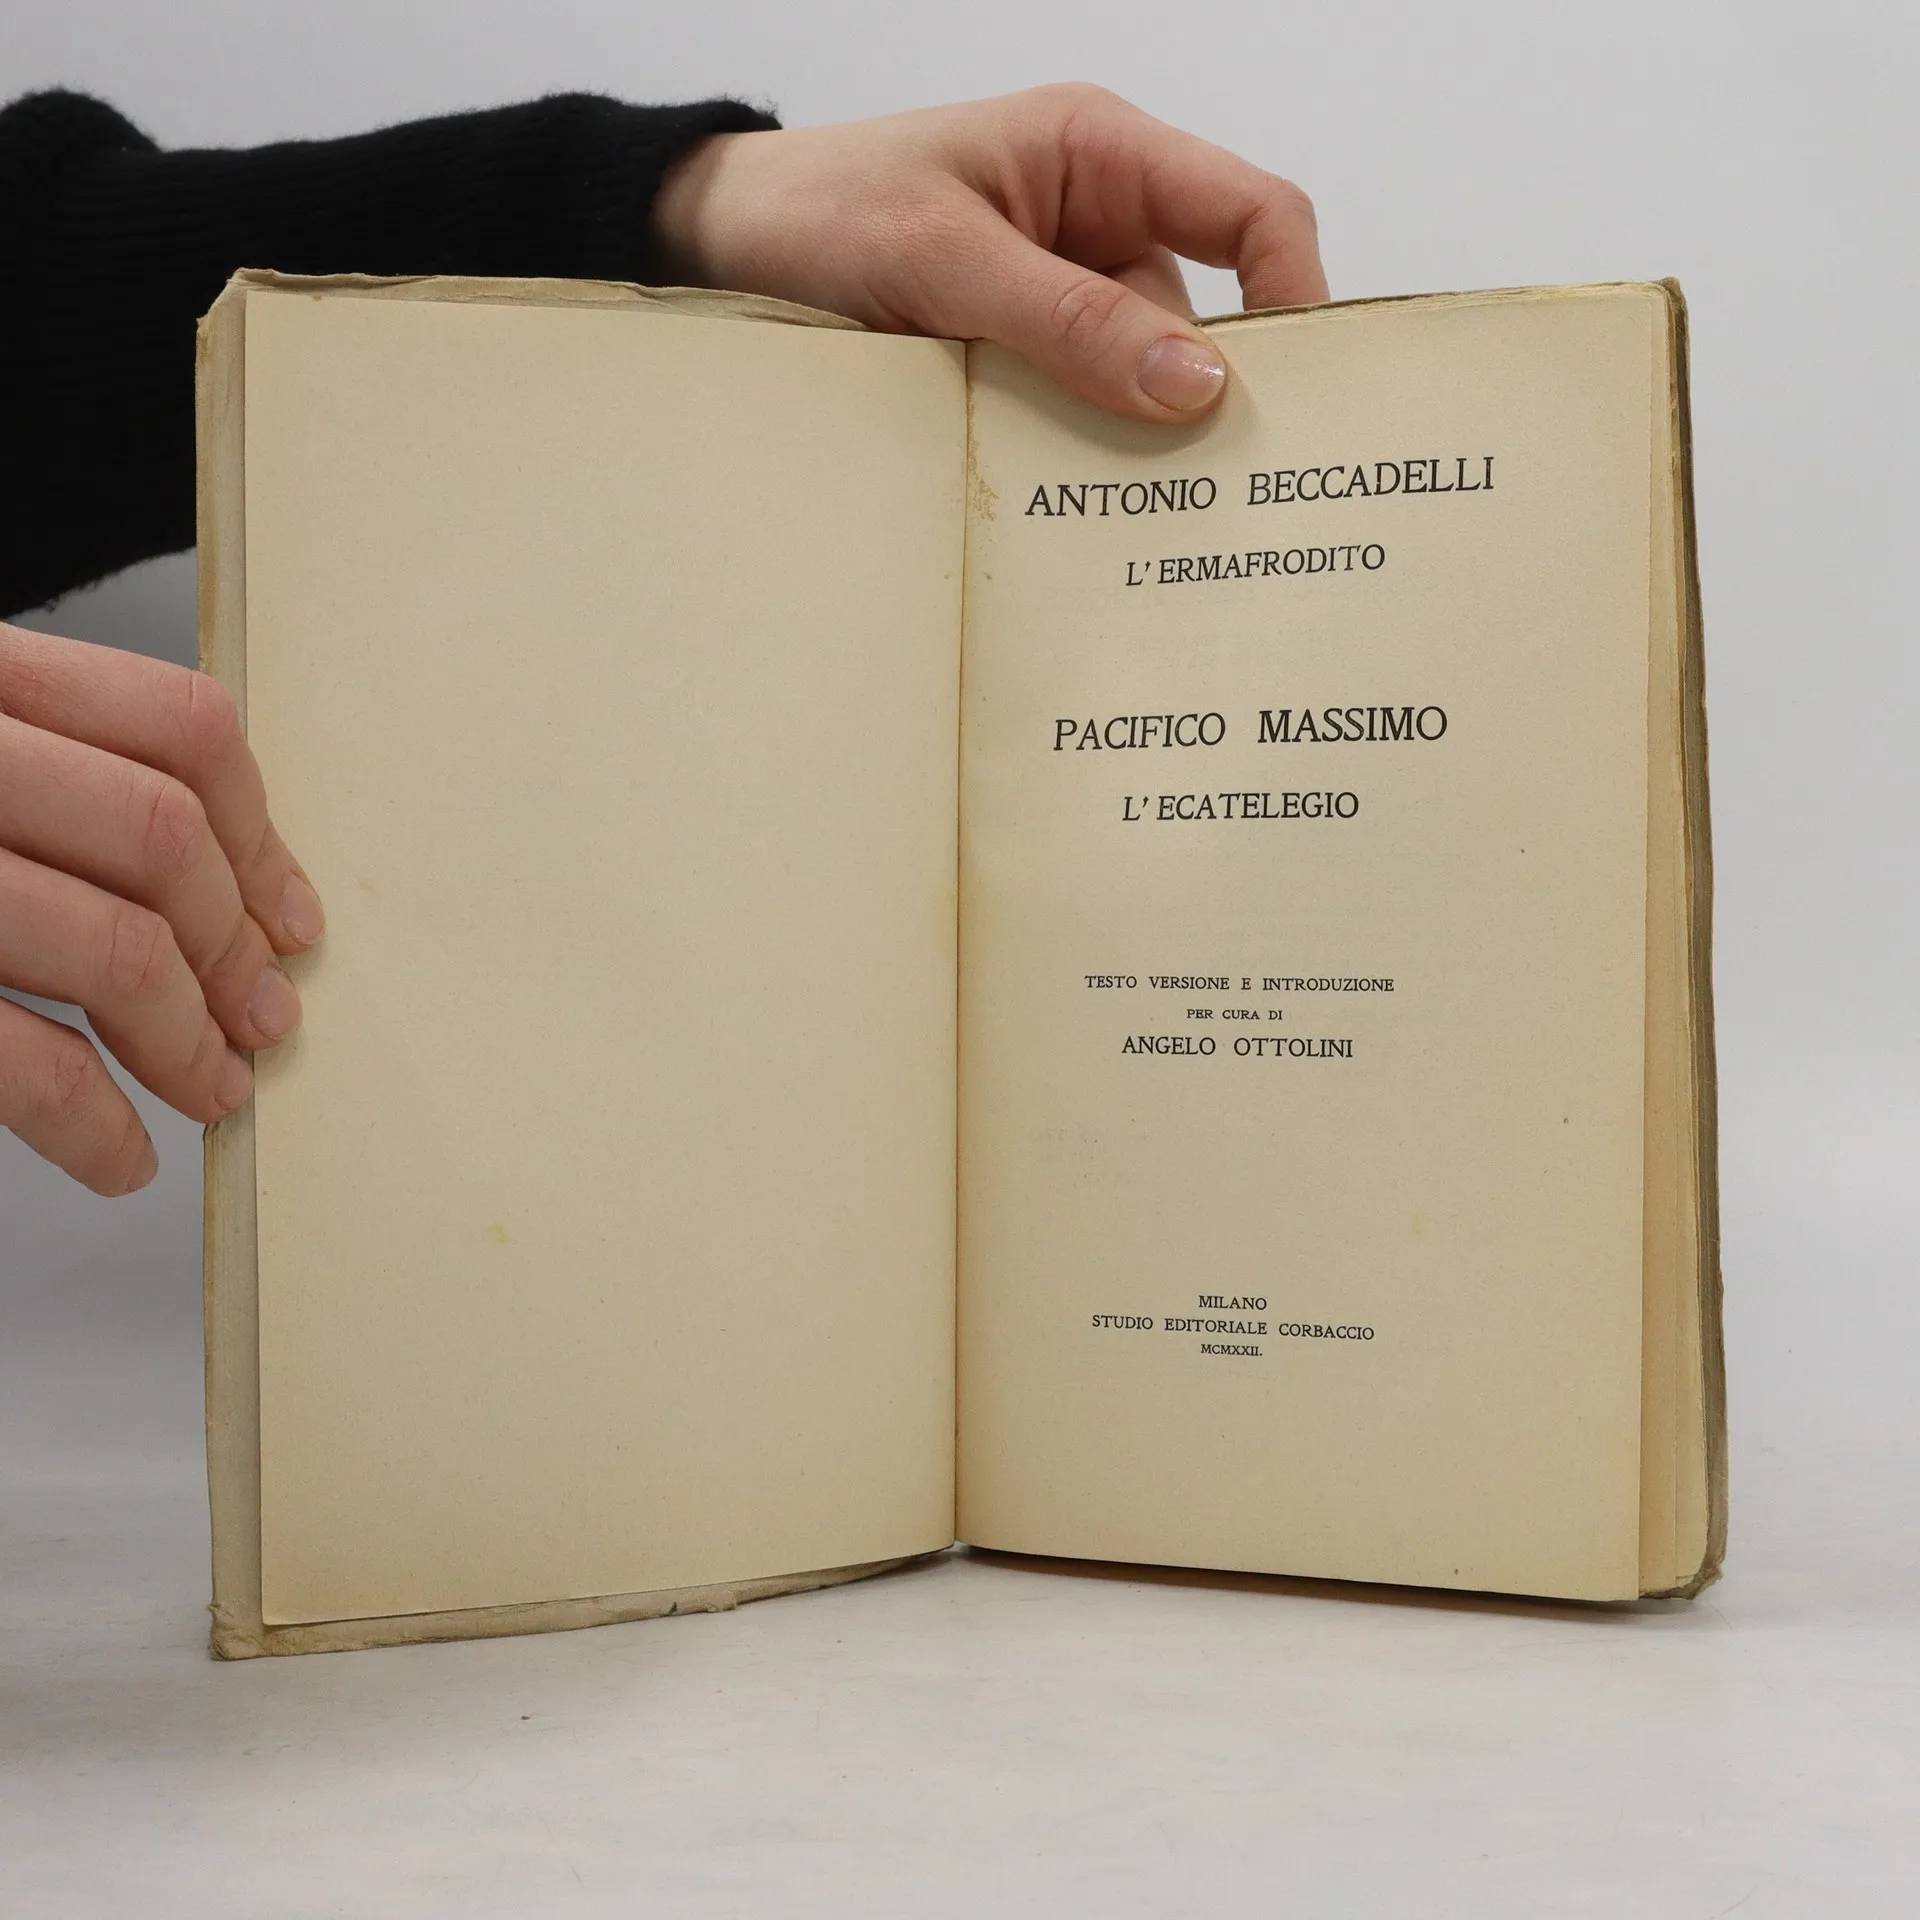 ANTONIO BECCADELLI
L'ERMAFRODITO
PACIFICO MASSIMO
L'ECATELEGIO
TESTO VERSIONE E INTRODUZIONE
PER CURA DI
ANGELO OTTOLINI
MILANO
STUDIO EDITORIALE CORBACCIO
MCMXXII.